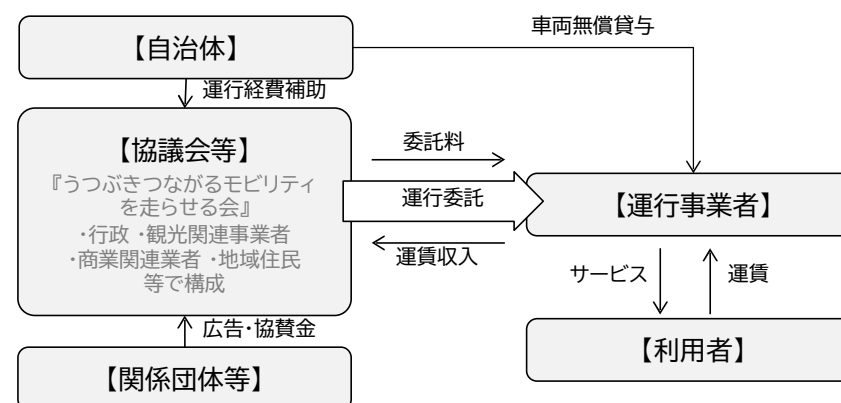 車両無償貸与
【自治体】
運行経費補助
【協議会等】
『うつぶきつながるモビリティ
を走らせる会』
・行政 ・観光関連事業者
・商業関連業者 ・地域住民
等で構成
委託料
運行委託
運賃収入
【運行事業者】
サービス
運賃
広告・協賛金
【利用者】
【関係団体等】